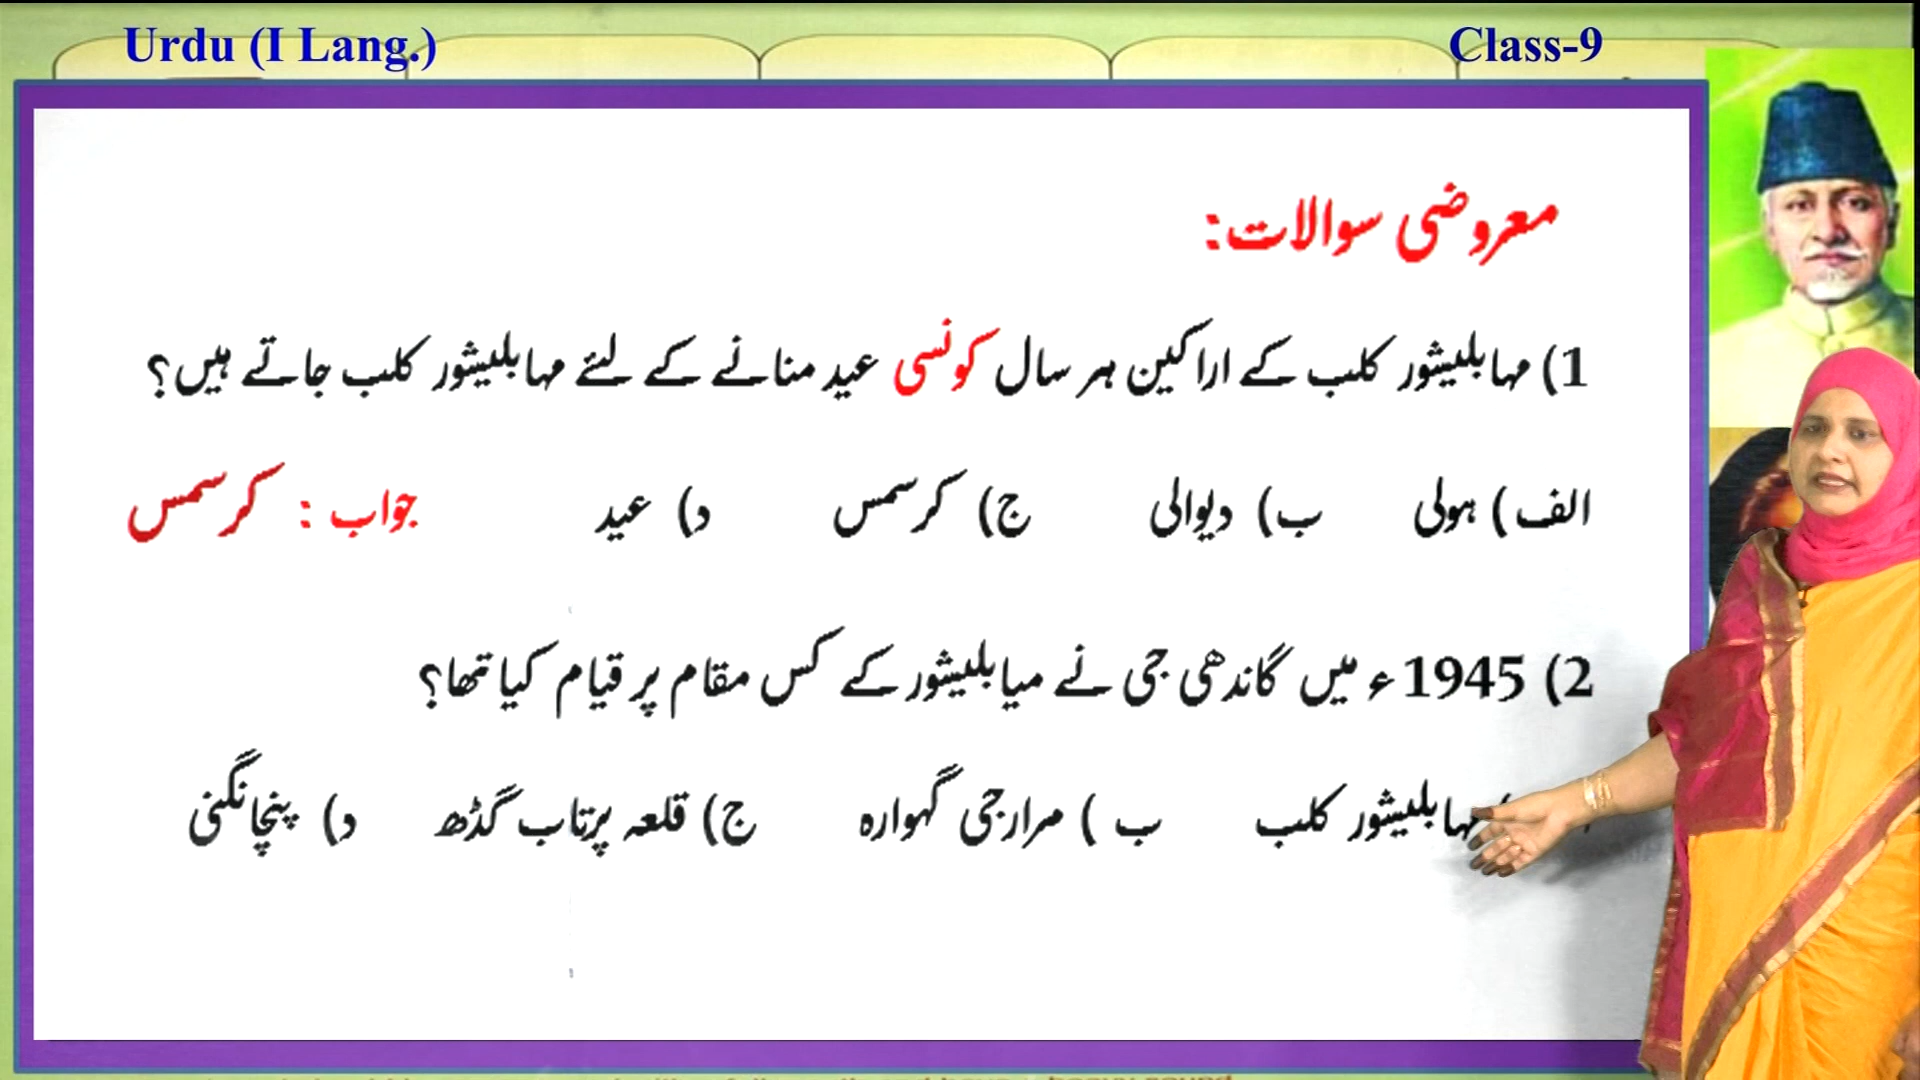 Urdu (I Lang.) Class-9
معروضی سوالات:
1) مہابلیشور کلب کے اراکین ہر سال کونسی عید منانے کے لئے مہابلیشور کلب جاتے ہیں؟
الف) ہولی ب) دیوالی ج) کرسمس د) عید جواب : کرسمس
2) 1945ء میں گاندھی جی نے میابلیشور کے کس مقام پر قیام کیا تھا؟
مہابلیشور کلب ب ) مرارجی گہوارہ ج) قلعہ پرتاب گڈھ د) پنچانگنی